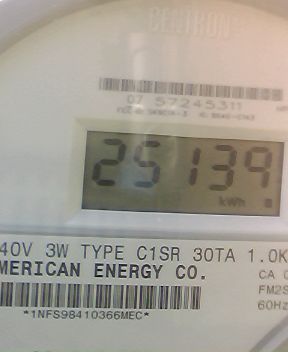 CENTRON
07 57245311
25139
kWh
40V 3W TYPE C1SR 30TA 1.0K
MERICAN ENERGY CO.
CA 0
FM2S
60Hz
*1NFS98410366MEC*